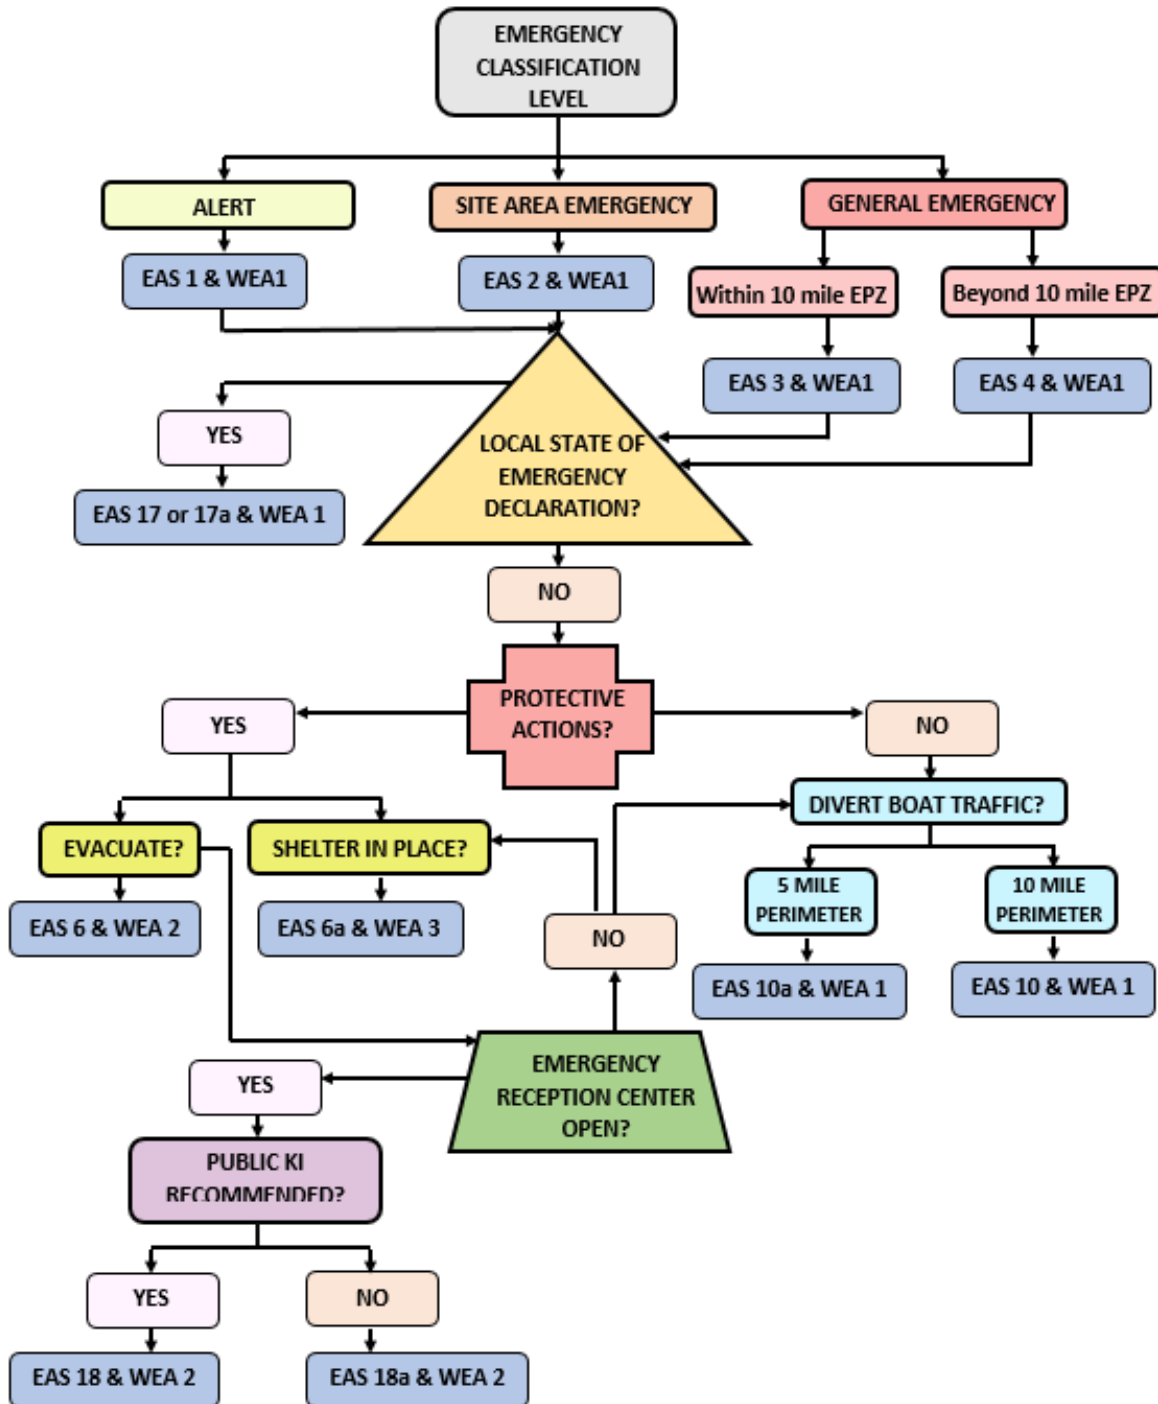 EMERGENCY
CLASSIFICATION
LEVEL
ALERT
SITE AREA EMERGENCY
GENERAL EMERGENCY
EAS 1 & WEA1
EAS 2 & WEA1
Within 10 mile EPZ
Beyond 10 mile EPZ
EAS 3 & WEA1
EAS 4 & WEA1
YES
LOCAL STATE OF
EMERGENCY
DECLARATION?
EAS 17 or 17a & WEA 1
NO
PROTECTIVE
ACTIONS?
YES
NO
DIVERT BOAT TRAFFIC?
EVACUATE?
SHELTER IN PLACE?
5 MILE
PERIMETER
10 MILE
PERIMETER
EAS 6 & WEA 2
EAS 6a & WEA 3
NO
EAS 10a & WEA 1
EAS 10 & WEA 1
EMERGENCY
RECEPTION CENTER
OPEN?
YES
PUBLIC KI
RECOMMENDED?
YES
NO
EAS 18 & WEA 2
EAS 18a & WEA 2